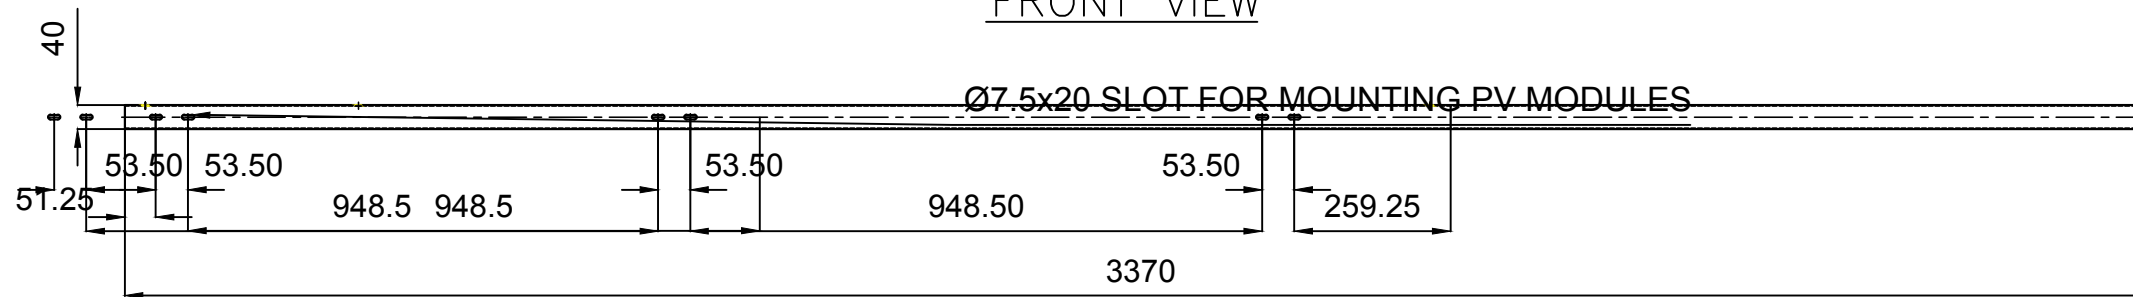 FRONT VIEW
40
Ø7.5x20 SLOT FOR MOUNTING PV MODULES
53.50 53.50 53.50 53.50
51.25 948.5 948.5 948.50 259.25
3370